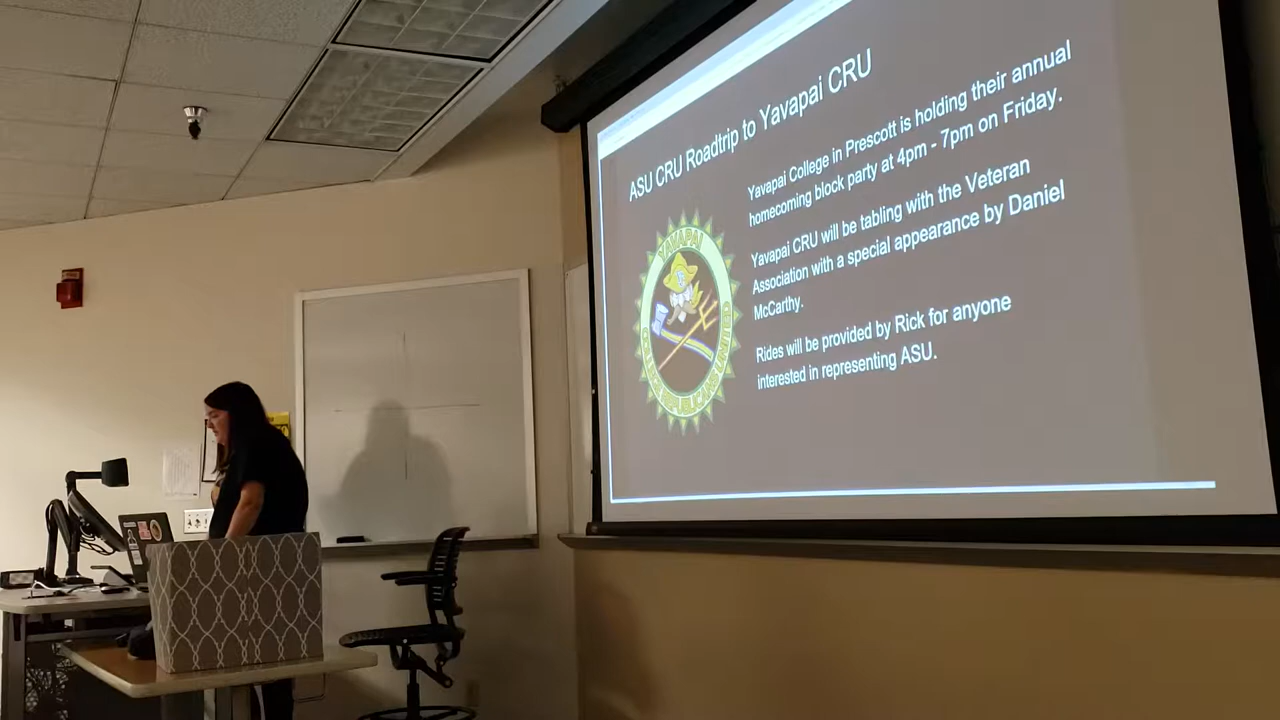 ASU CRU Roadtrip to Yavapai CRU
Yavapai College in Prescott is holding their annual
homecoming block party at 4pm - 7pm on Friday.
Yavapai CRU will be tabling with the Veteran
Association with a special appearance by Daniel
McCarthy.
Rides will be provided by Rick for anyone
interested in representing ASU.
YAVAPAI